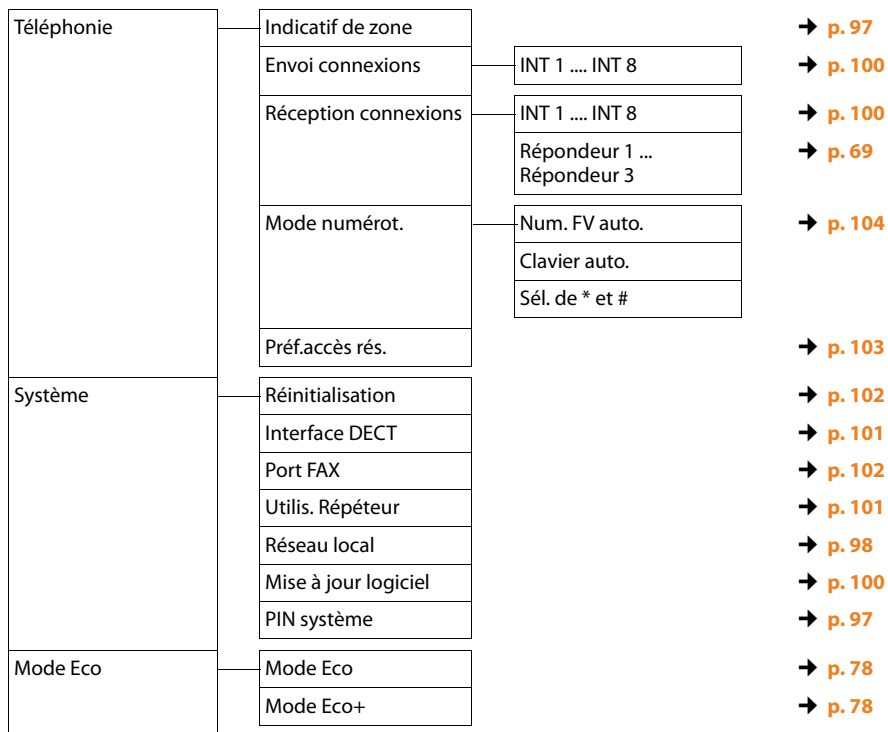 Téléphonie Indicatif de zone ➔ p. 97
Envoi connexions INT 1 .... INT 8 ➔ p. 100
Réception connexions INT 1 .... INT 8 ➔ p. 100
Répondeur 1 ... ➔ p. 69
Répondeur 3
Mode numérot. Num. FV auto. ➔ p. 104
Clavier auto.
Sél. de * et #
Préf.accès rés. ➔ p. 103
Système Réinitialisation ➔ p. 102
Interface DECT ➔ p. 101
Port FAX ➔ p. 102
Utilis. Répéteur ➔ p. 101
Réseau local ➔ p. 98
Mise à jour logiciel ➔ p. 100
PIN système ➔ p. 97
Mode Eco Mode Eco ➔ p. 78
Mode Eco+ ➔ p. 78